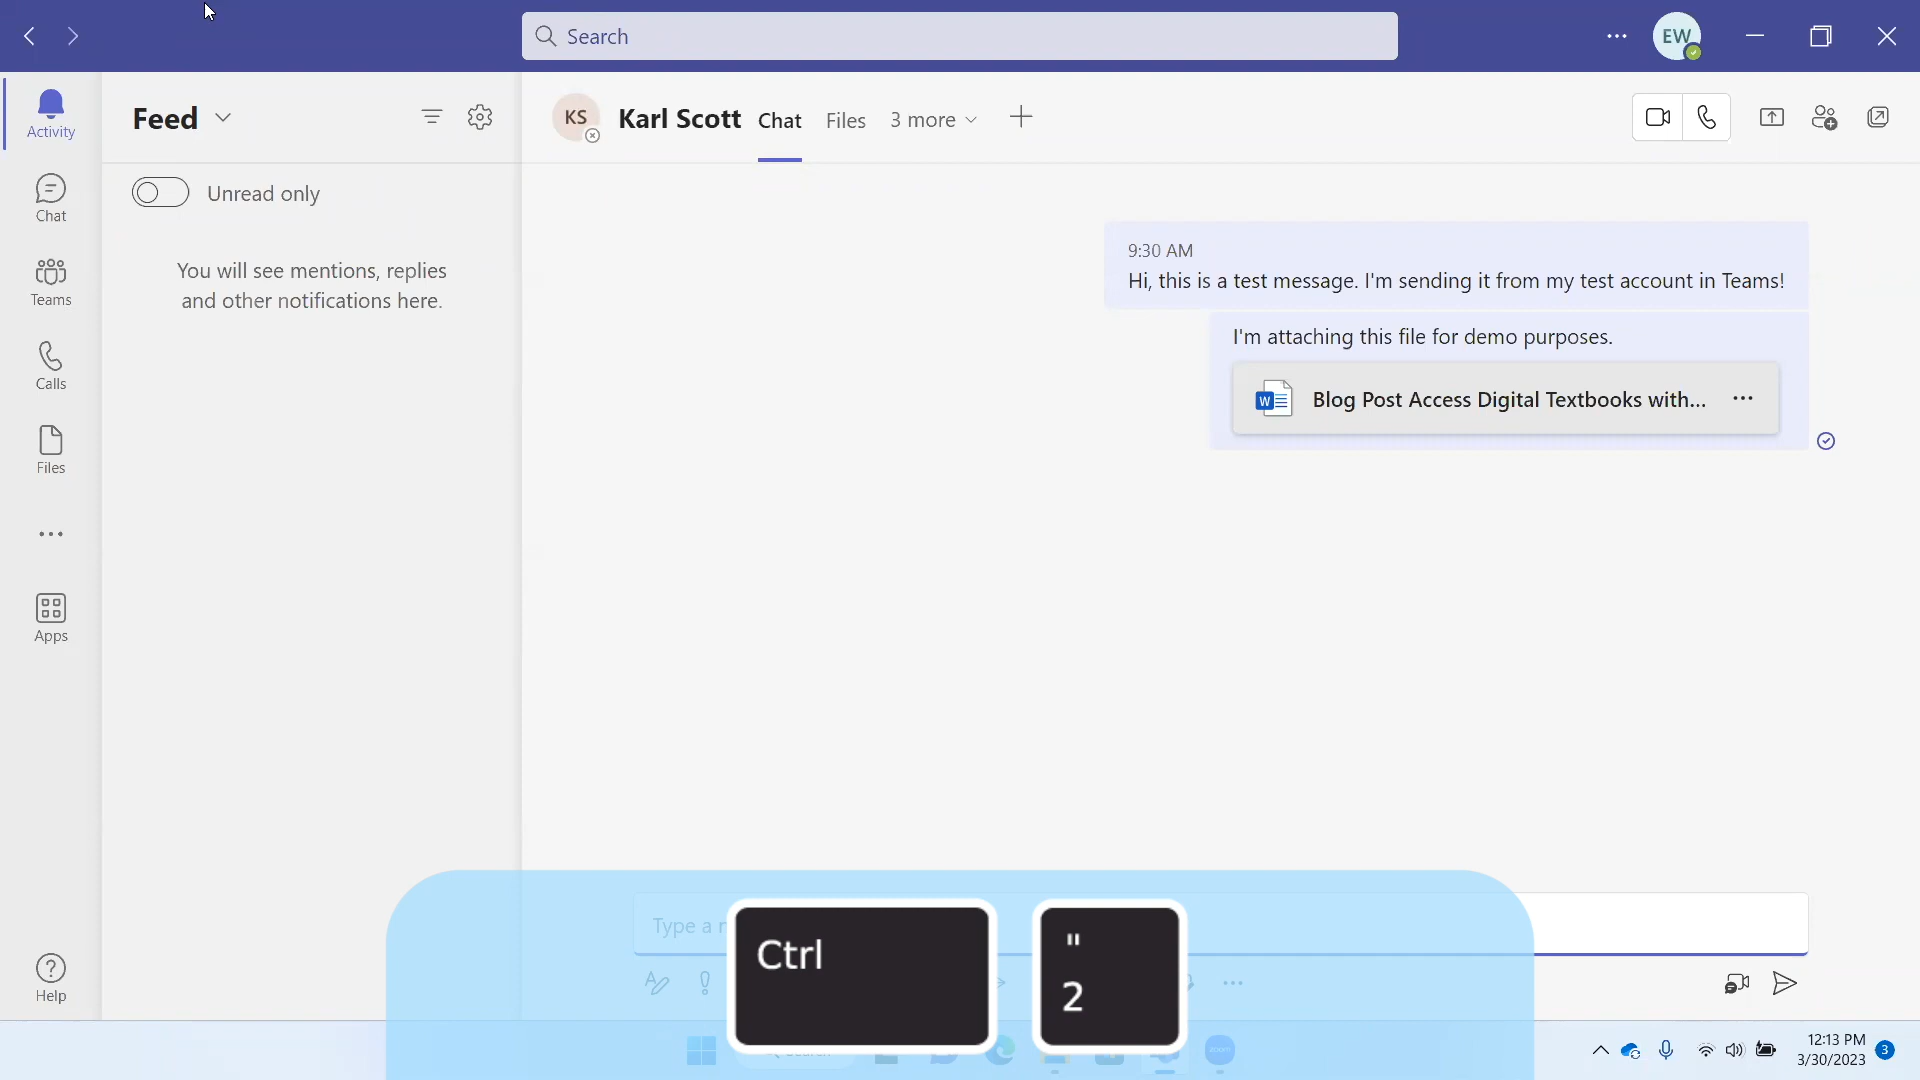 Search
EW
Activity
Chat
Teams
Calls
Files
Apps
Help
Feed
Unread only
You will see mentions, replies
and other notifications here.
KS
Karl Scott
Chat
Files
3 more
9:30 AM
Hi, this is a test message. I'm sending it from my test account in Teams!
I'm attaching this file for demo purposes.
W
Blog Post Access Digital Textbooks with...
Type a
Ctrl
"
2
Search
zoom
12:13 PM
3/30/2023
3